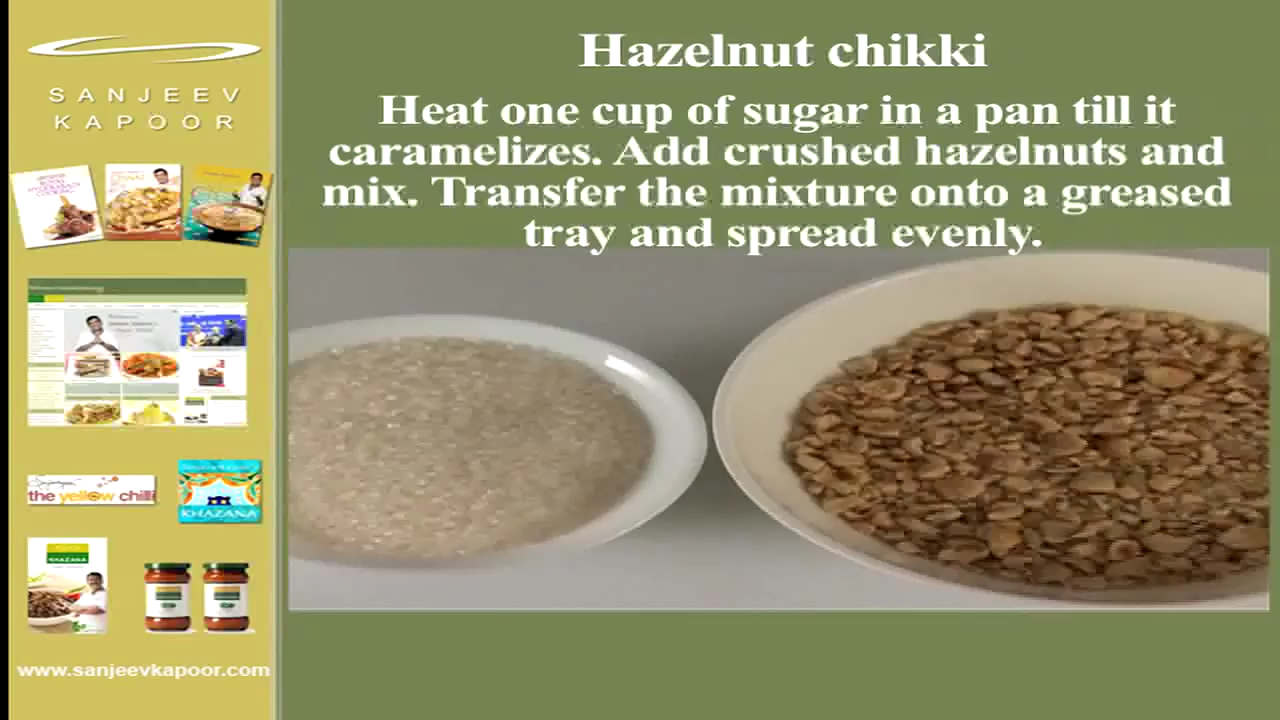 SANJEEV
KAPOOR
the yellow chilli
KHAZANA
KHAZANA
www.sanjeevkapoor.com
Hazelnut chikki
Heat one cup of sugar in a pan till it
caramelizes. Add crushed hazelnuts and
mix. Transfer the mixture onto a greased
tray and spread evenly.